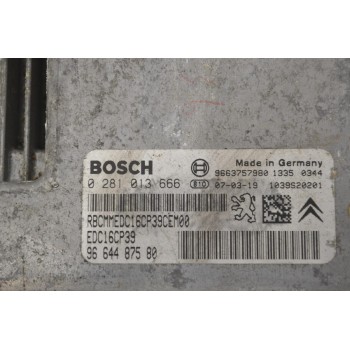 BOSCH
Made in Germany
9663757980 1335 0344
0 281 013 666 07-03-19 1039S20201
RBCMMEDC16CP39CEM00
EDC16CP39
96 644 875 80